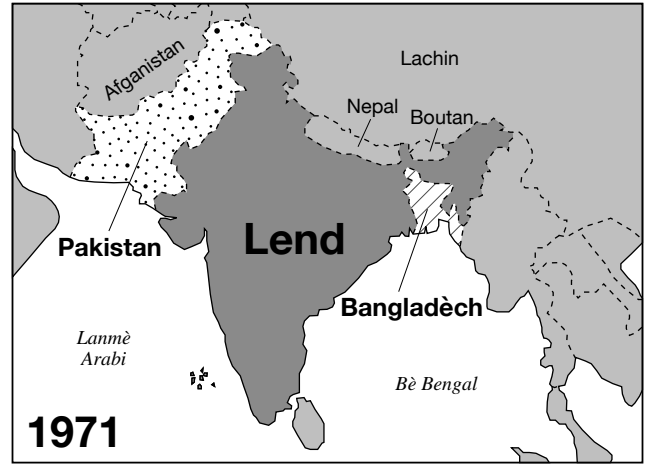 Afganistan
Lachin
Nepal
Boutan
Pakistan
Lend
Bangladèch
Lanmè
Arabi
Bè Bengal
1971